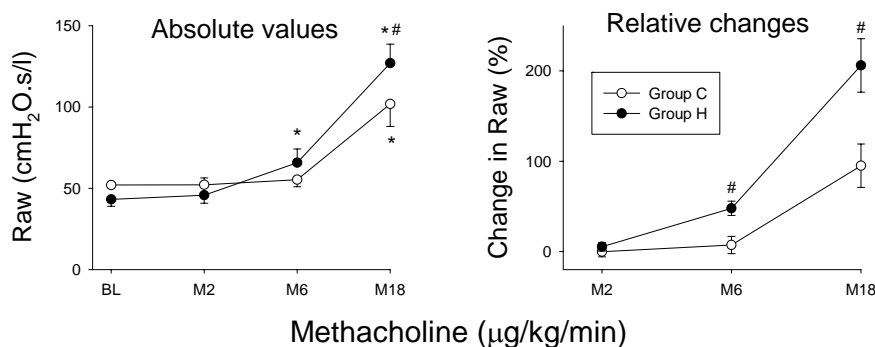 Absolute values
Raw (cmH₂O.s/l)
150
100
50
0
* #
*
*
BL
M2
M6
M18
Relative changes
Change in Raw (%)
200
100
0
Group C
Group H
#
#
M2
M6
M18
Methacholine (μg/kg/min)